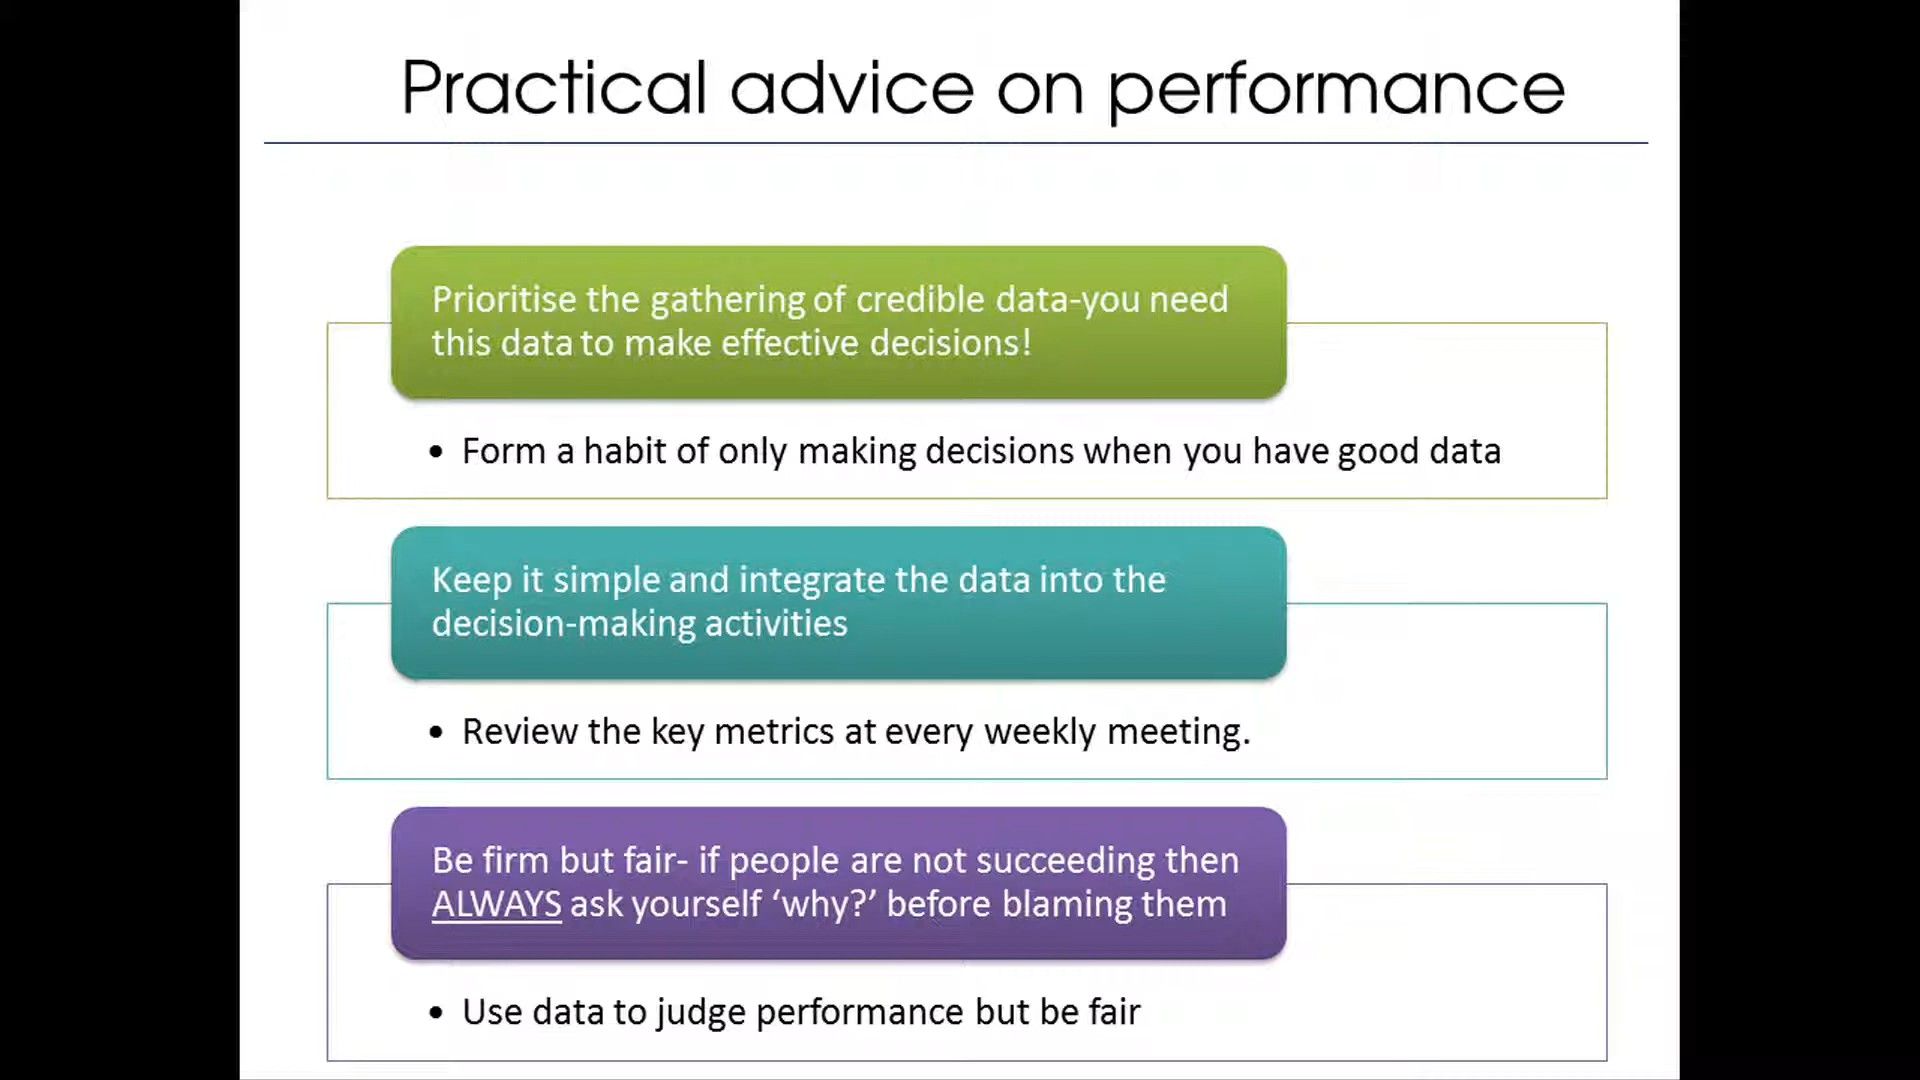 Practical advice on performance
Prioritise the gathering of credible data-you need
this data to make effective decisions!
• Form a habit of only making decisions when you have good data
Keep it simple and integrate the data into the
decision-making activities
• Review the key metrics at every weekly meeting.
Be firm but fair- if people are not succeeding then
ALWAYS ask yourself ‘why?’ before blaming them
• Use data to judge performance but be fair